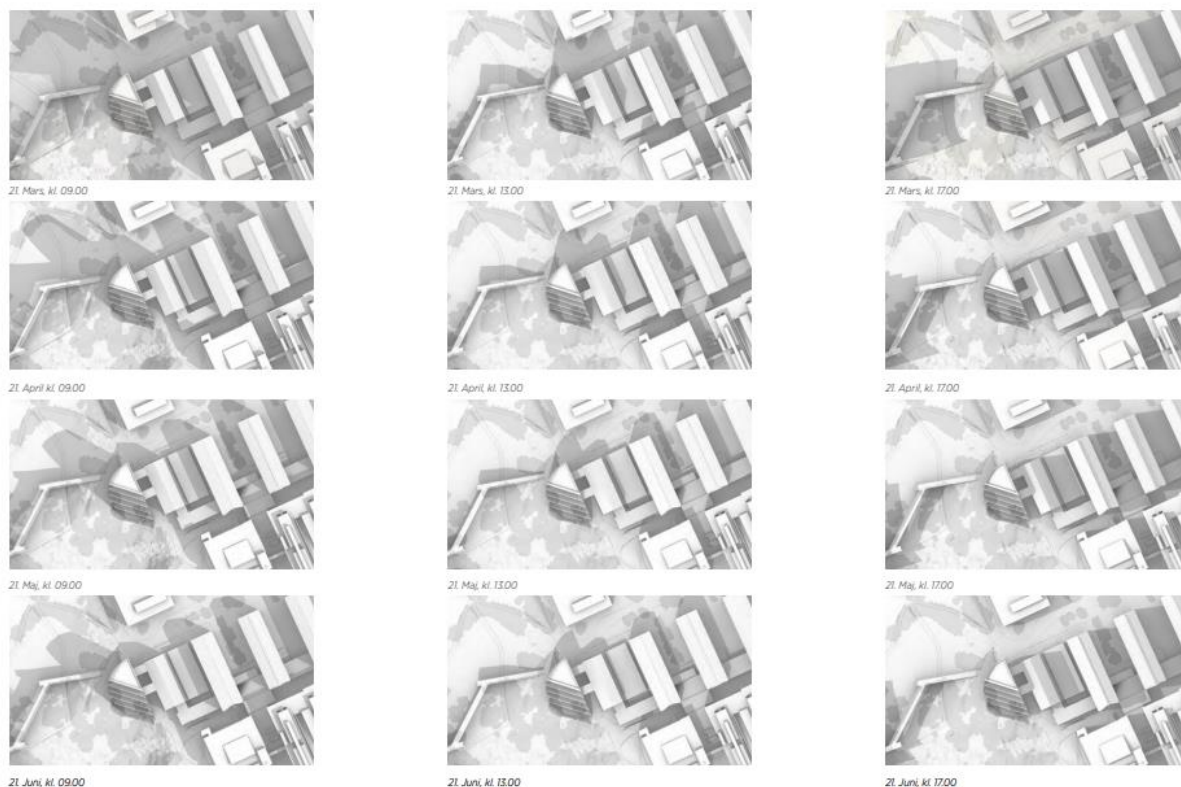 21. Mars, kl. 09.00
21. Mars, kl. 13.00
21. Mars, kl. 17.00
21. April kl. 09.00
21. April, kl. 13.00
21. April, kl. 17.00
21. Maj, kl. 09.00
21. Maj, kl. 13.00
21. Maj, kl. 17.00
21. Juni, kl. 09.00
21. Juni, kl. 13.00
21. Juni, kl. 17.00